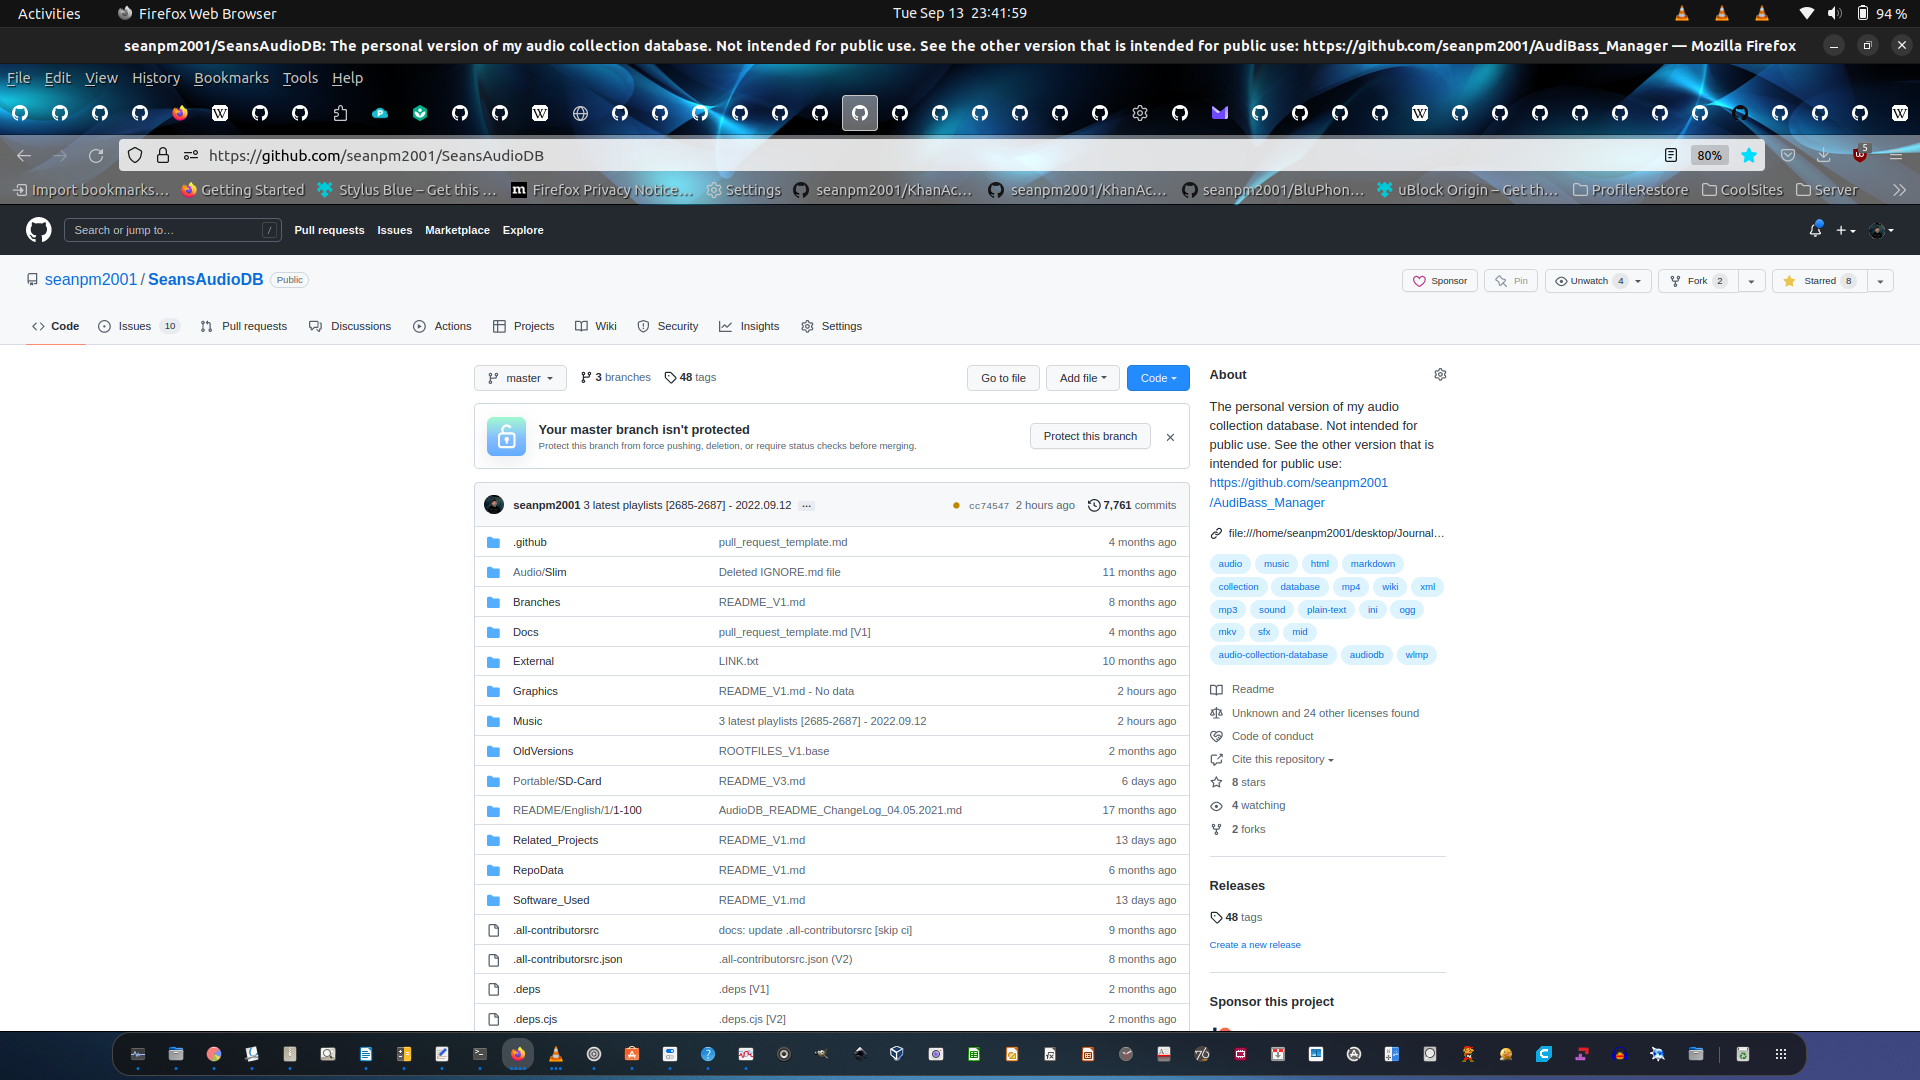 Activities
Firefox Web Browser
Tue Sep 13 23:41:59
94 %
seanpm2001/SeansAudioDB: The personal version of my audio collection database. Not intended for public use. See the other version that is intended for public use: https://github.com/seanpm2001/AudiBass_Manager — Mozilla Firefox
File Edit View History Bookmarks Tools Help
https://github.com/seanpm2001/SeansAudioDB
80%
5
Import bookmarks… Getting Started Stylus Blue – Get this … Firefox Privacy Notice… Settings seanpm2001/KhanAc… seanpm2001/KhanAc… seanpm2001/BluPhon… uBlock Origin – Get th… ProfileRestore CoolSites Server
Search or jump to… /
Pull requests Issues Marketplace Explore
seanpm2001 / SeansAudioDB Public
Sponsor Pin Unwatch 4 Fork 2 Starred 8
Code Issues 10 Pull requests Discussions Actions Projects Wiki Security Insights Settings
master 3 branches 48 tags
Go to file Add file Code
Your master branch isn't protected
Protect this branch from force pushing, deletion, or require status checks before merging.
Protect this branch
seanpm2001 3 latest playlists [2685-2687] - 2022.09.12 … cc74547 2 hours ago 7,761 commits
.github pull_request_template.md 4 months ago
Audio/Slim Deleted IGNORE.md file 11 months ago
Branches README_V1.md 8 months ago
Docs pull_request_template.md [V1] 4 months ago
External LINK.txt 10 months ago
Graphics README_V1.md - No data 2 hours ago
Music 3 latest playlists [2685-2687] - 2022.09.12 2 hours ago
OldVersions ROOTFILES_V1.base 2 months ago
Portable/SD-Card README_V3.md 6 days ago
README/English/1/1-100 AudioDB_README_ChangeLog_04.05.2021.md 17 months ago
Related_Projects README_V1.md 13 days ago
RepoData README_V1.md 6 months ago
Software_Used README_V1.md 13 days ago
.all-contributorsrc docs: update .all-contributorsrc [skip ci] 9 months ago
.all-contributorsrc.json .all-contributorsrc.json (V2) 8 months ago
.deps .deps [V1] 2 months ago
.deps.cjs .deps.cjs [V2] 2 months ago
About
The personal version of my audio
collection database. Not intended for
public use. See the other version that is
intended for public use:
https://github.com/seanpm2001
/AudiBass_Manager
file:///home/seanpm2001/desktop/Journal…
audio music html markdown
collection database mp4 wiki xml
mp3 sound plain-text ini ogg
mkv sfx mid
audio-collection-database audiodb wlmp
Readme
Unknown and 24 other licenses found
Code of conduct
Cite this repository
8 stars
4 watching
2 forks
Releases
48 tags
Create a new release
Sponsor this project